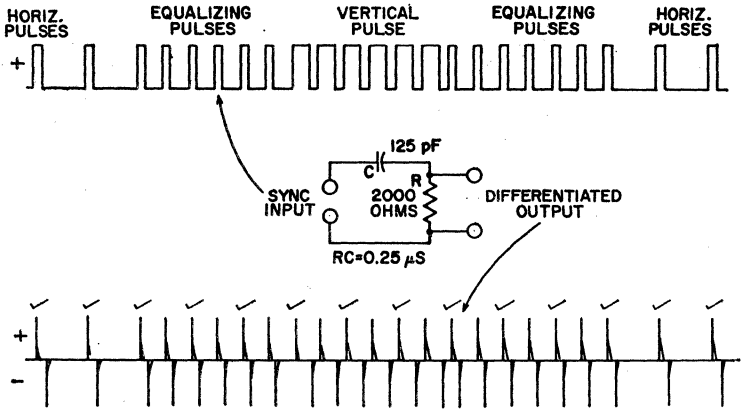 HORIZ.
PULSES
EQUALIZING
PULSES
VERTICAL
PULSE
EQUALIZING
PULSES
HORIZ.
PULSES
+
125 pF
C
R
2000
OHMS
SYNC
INPUT
DIFFERENTIATED
OUTPUT
RC=0.25 μS
+
−